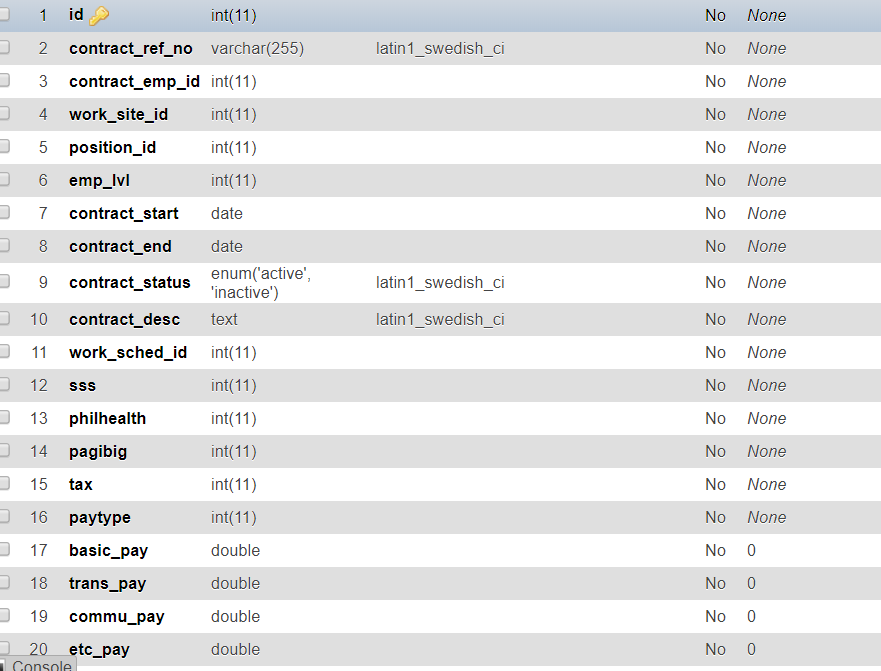 1 id int(11) No None
2 contract_ref_no varchar(255) latin1_swedish_ci No None
3 contract_emp_id int(11) No None
4 work_site_id int(11) No None
5 position_id int(11) No None
6 emp_lvl int(11) No None
7 contract_start date No None
8 contract_end date No None
9 contract_status enum('active', 'inactive') latin1_swedish_ci No None
10 contract_desc text latin1_swedish_ci No None
11 work_sched_id int(11) No None
12 sss int(11) No None
13 philhealth int(11) No None
14 pagibig int(11) No None
15 tax int(11) No None
16 paytype int(11) No None
17 basic_pay double No 0
18 trans_pay double No 0
19 commu_pay double No 0
20 etc_pay double No 0
Console